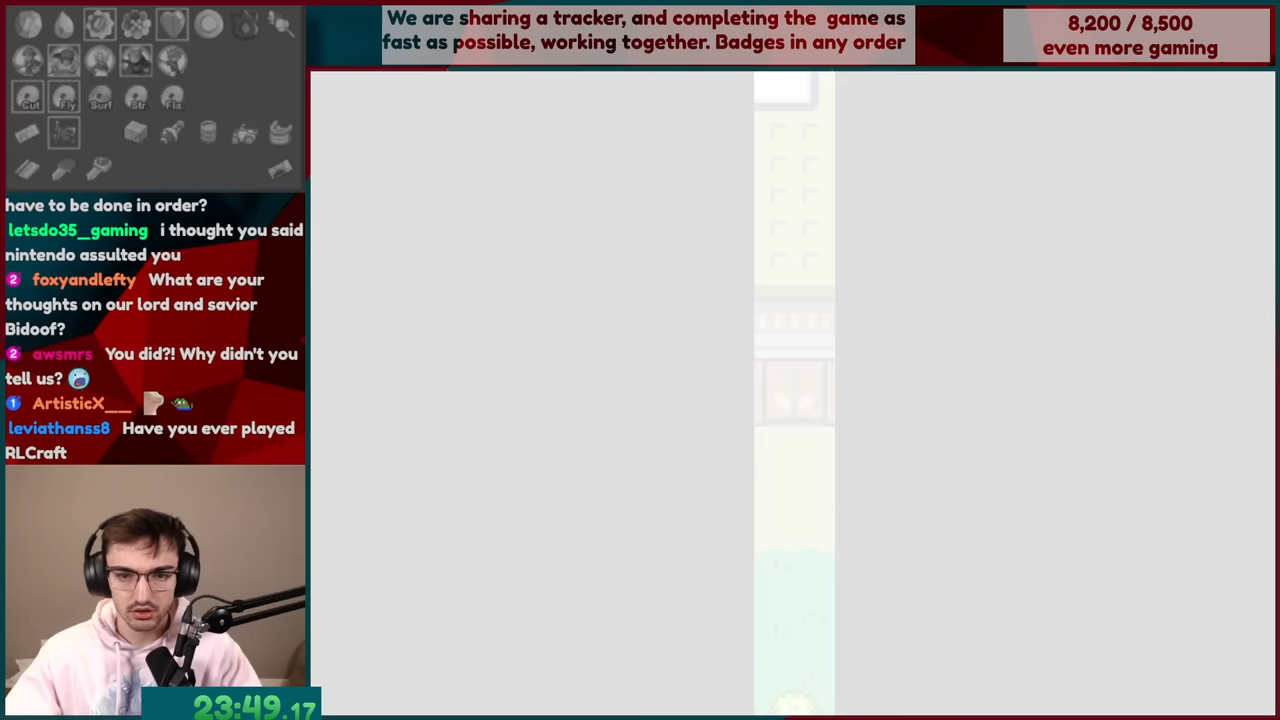 We are sharing a tracker, and completing the game as
fast as possible, working together. Badges in any order
8,200 / 8,500
even more gaming
Cut
Fly
Surf
Str.
Fla.
have to be done in order?
letsdo35_gaming i thought you said
nintendo assulted you
2 foxyandlefty What are your
thoughts on our lord and savior
Bidoof?
2 awsmrs You did?! Why didn't you
tell us?
1 ArtisticX__
leviathanss8 Have you ever played
RLCraft
23:49.17